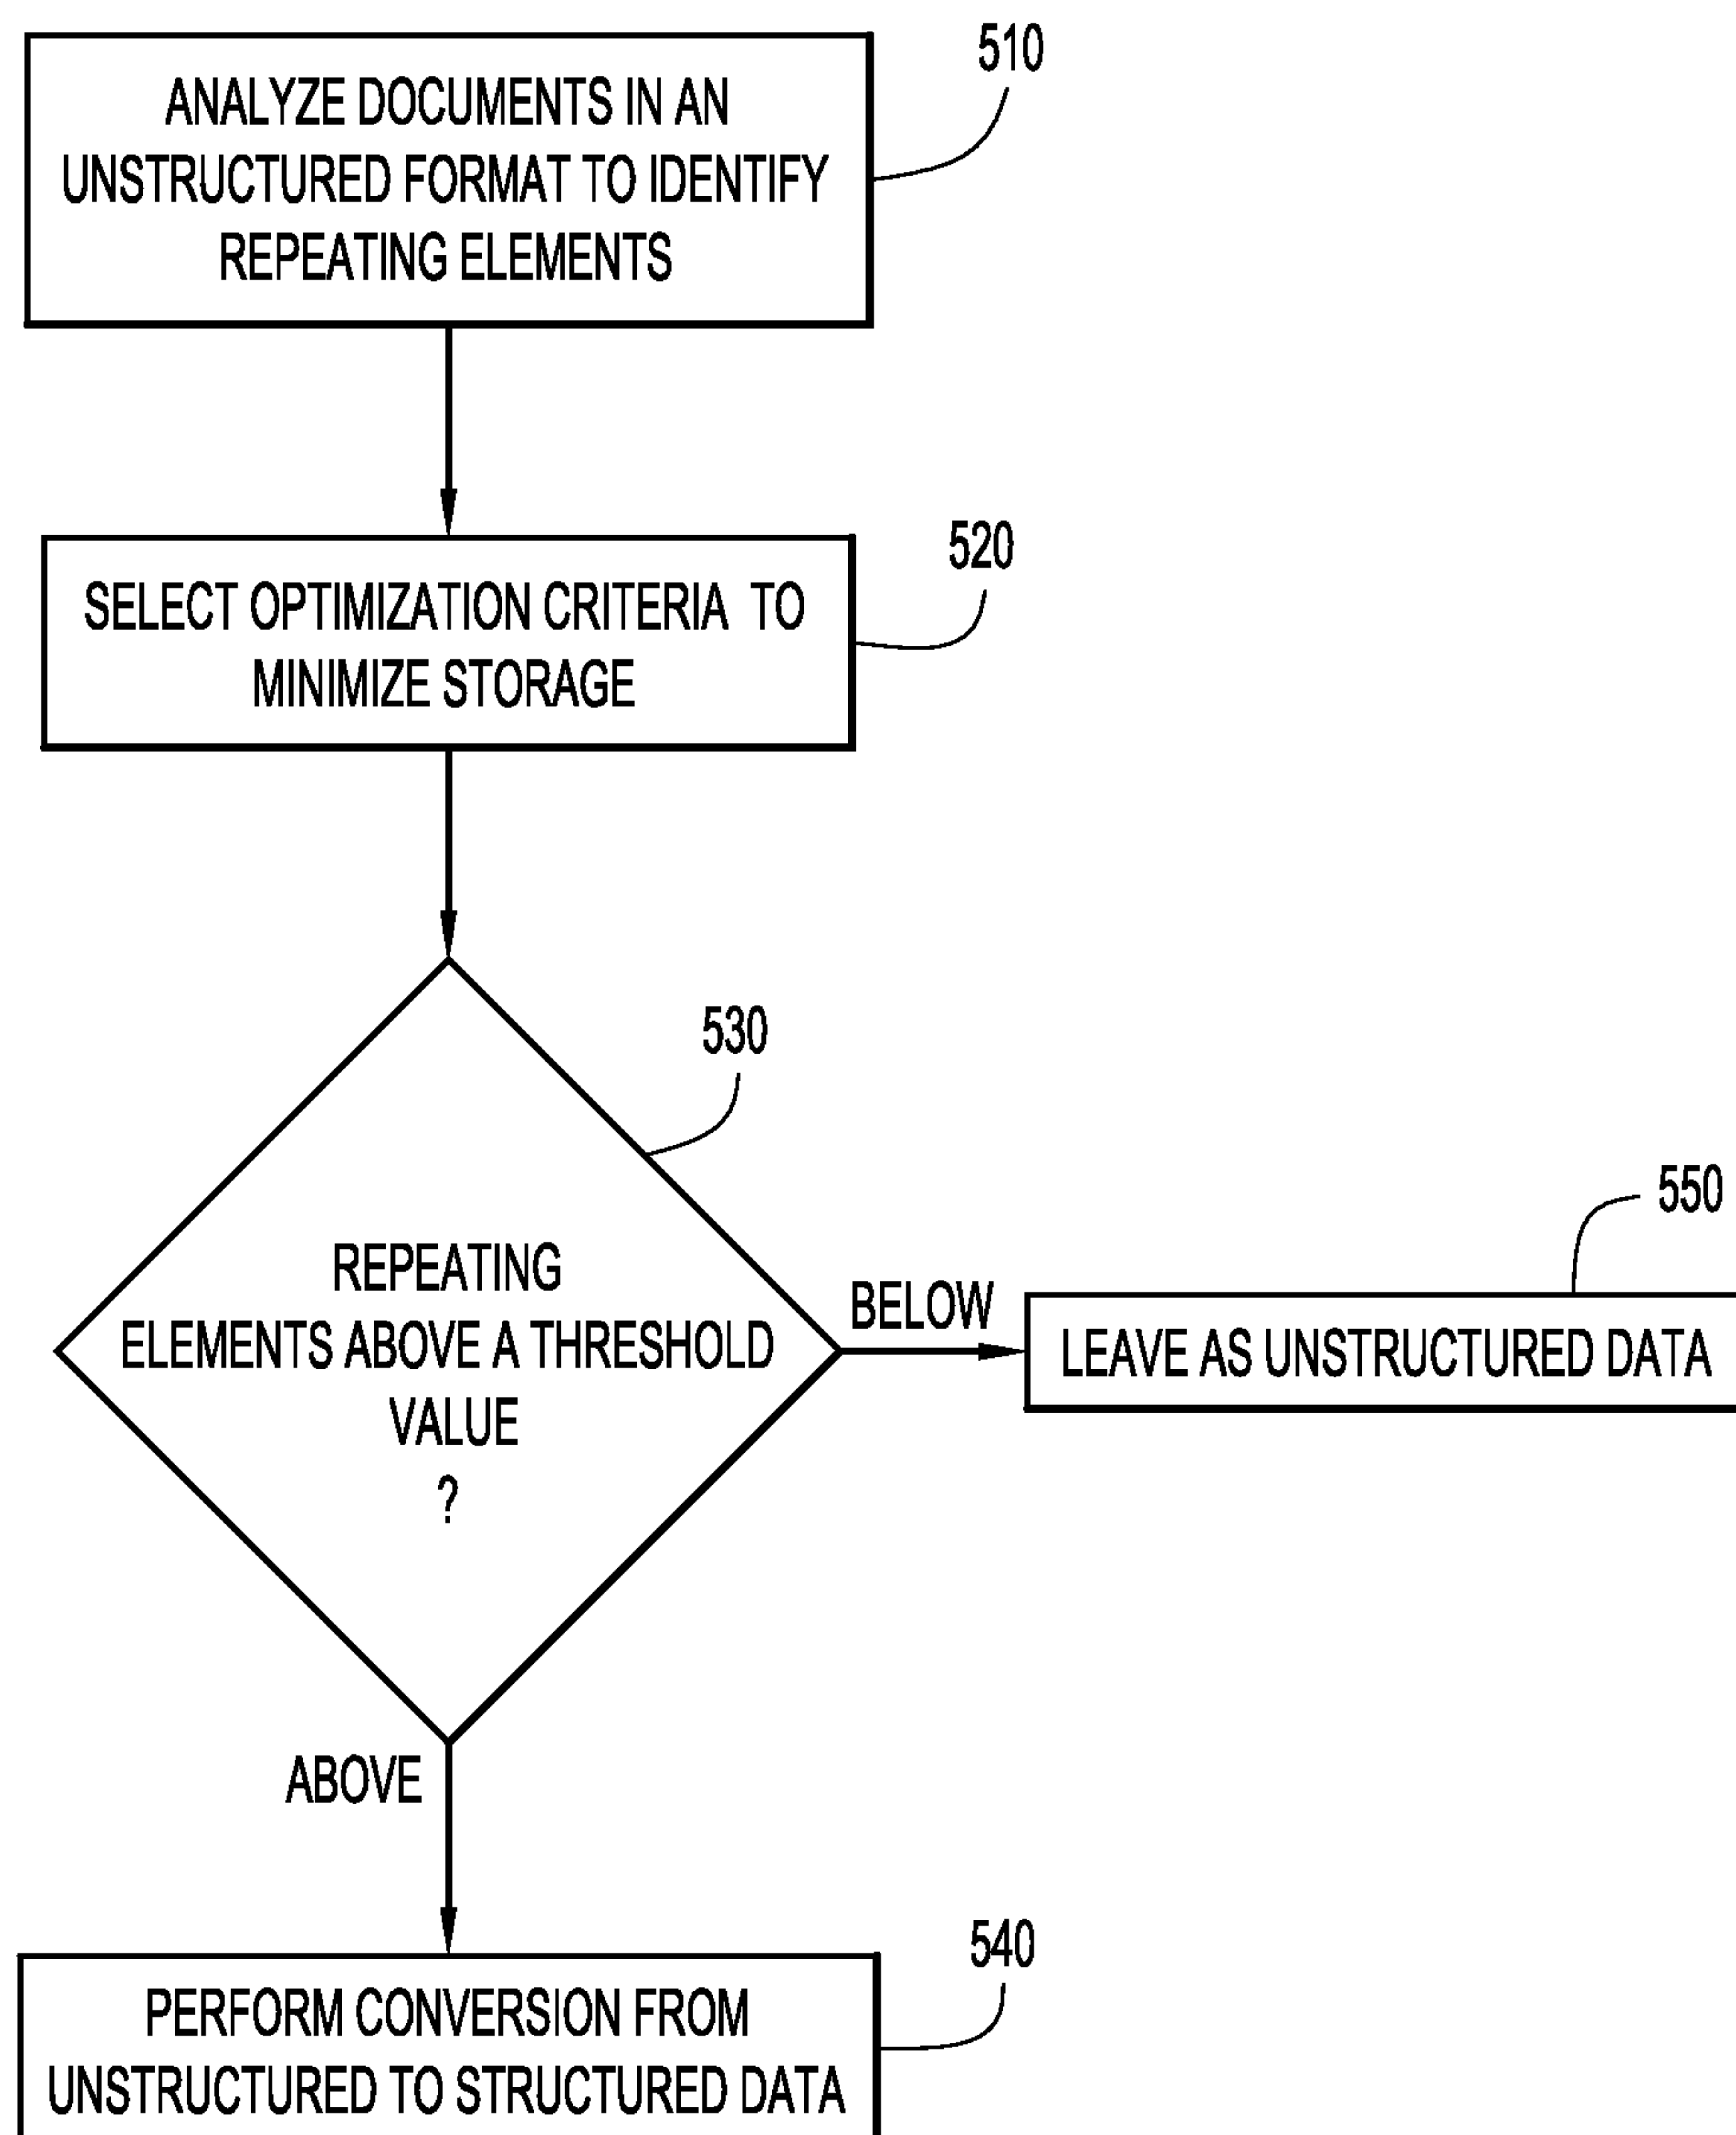 510
ANALYZE DOCUMENTS IN AN
UNSTRUCTURED FORMAT TO IDENTIFY
REPEATING ELEMENTS
520
SELECT OPTIMIZATION CRITERIA TO
MINIMIZE STORAGE
530
REPEATING
ELEMENTS ABOVE A THRESHOLD
VALUE
?
BELOW
550
LEAVE AS UNSTRUCTURED DATA
ABOVE
540
PERFORM CONVERSION FROM
UNSTRUCTURED TO STRUCTURED DATA